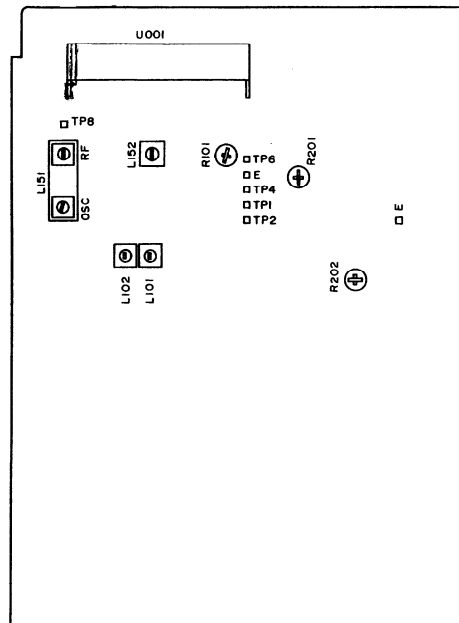 U001
TP8
L151
RF
OSC
L152
R101
TP6
E
TP4
TP1
TP2
R201
E
L102
L101
R202